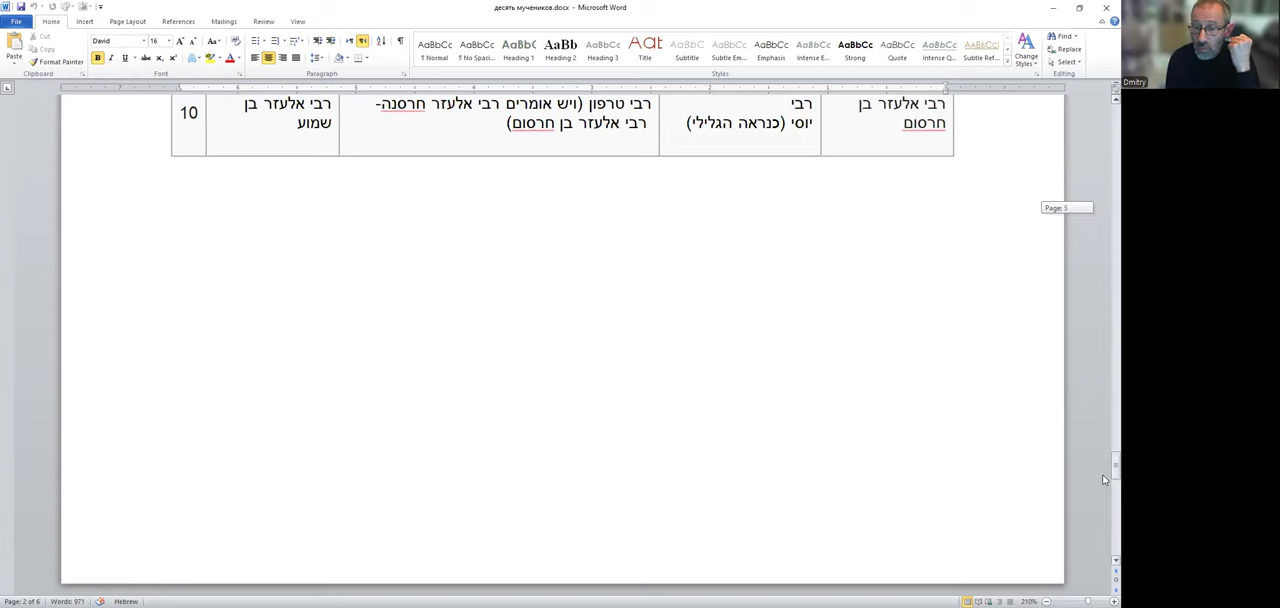 десять мучеников.docx - Microsoft Word
File Home Insert Page Layout References Mailings Review View
Paste
Cut
Copy
Format Painter
Clipboard
David 16
Font
Paragraph
AaBbCc AaBbCc AaBb( AaBb AaBbCc AaBt AaBbCc AaBbCc AaBbCc AaBbCc AaBbCc AaBbCc AaBbCc AaBbCc
¶ Normal ¶ No Spaci... Heading 1 Heading 2 Heading 3 Title Subtitle Subtle Em... Emphasis Intense E... Strong Quote Intense Q... Subtle Ref...
Styles
Change Styles
Find
Replace
Select
Editing
Dmitry
רבי אלעזר בן
חרסום
רבי
יוסי (כנראה הגלילי)
רבי טרפון (ויש אומרים רבי אלעזר חרסנה-
רבי אלעזר בן חרסום)
רבי אלעזר בן
שמוע
10
Page: 5
Page: 2 of 6 Words: 971 Hebrew 210%